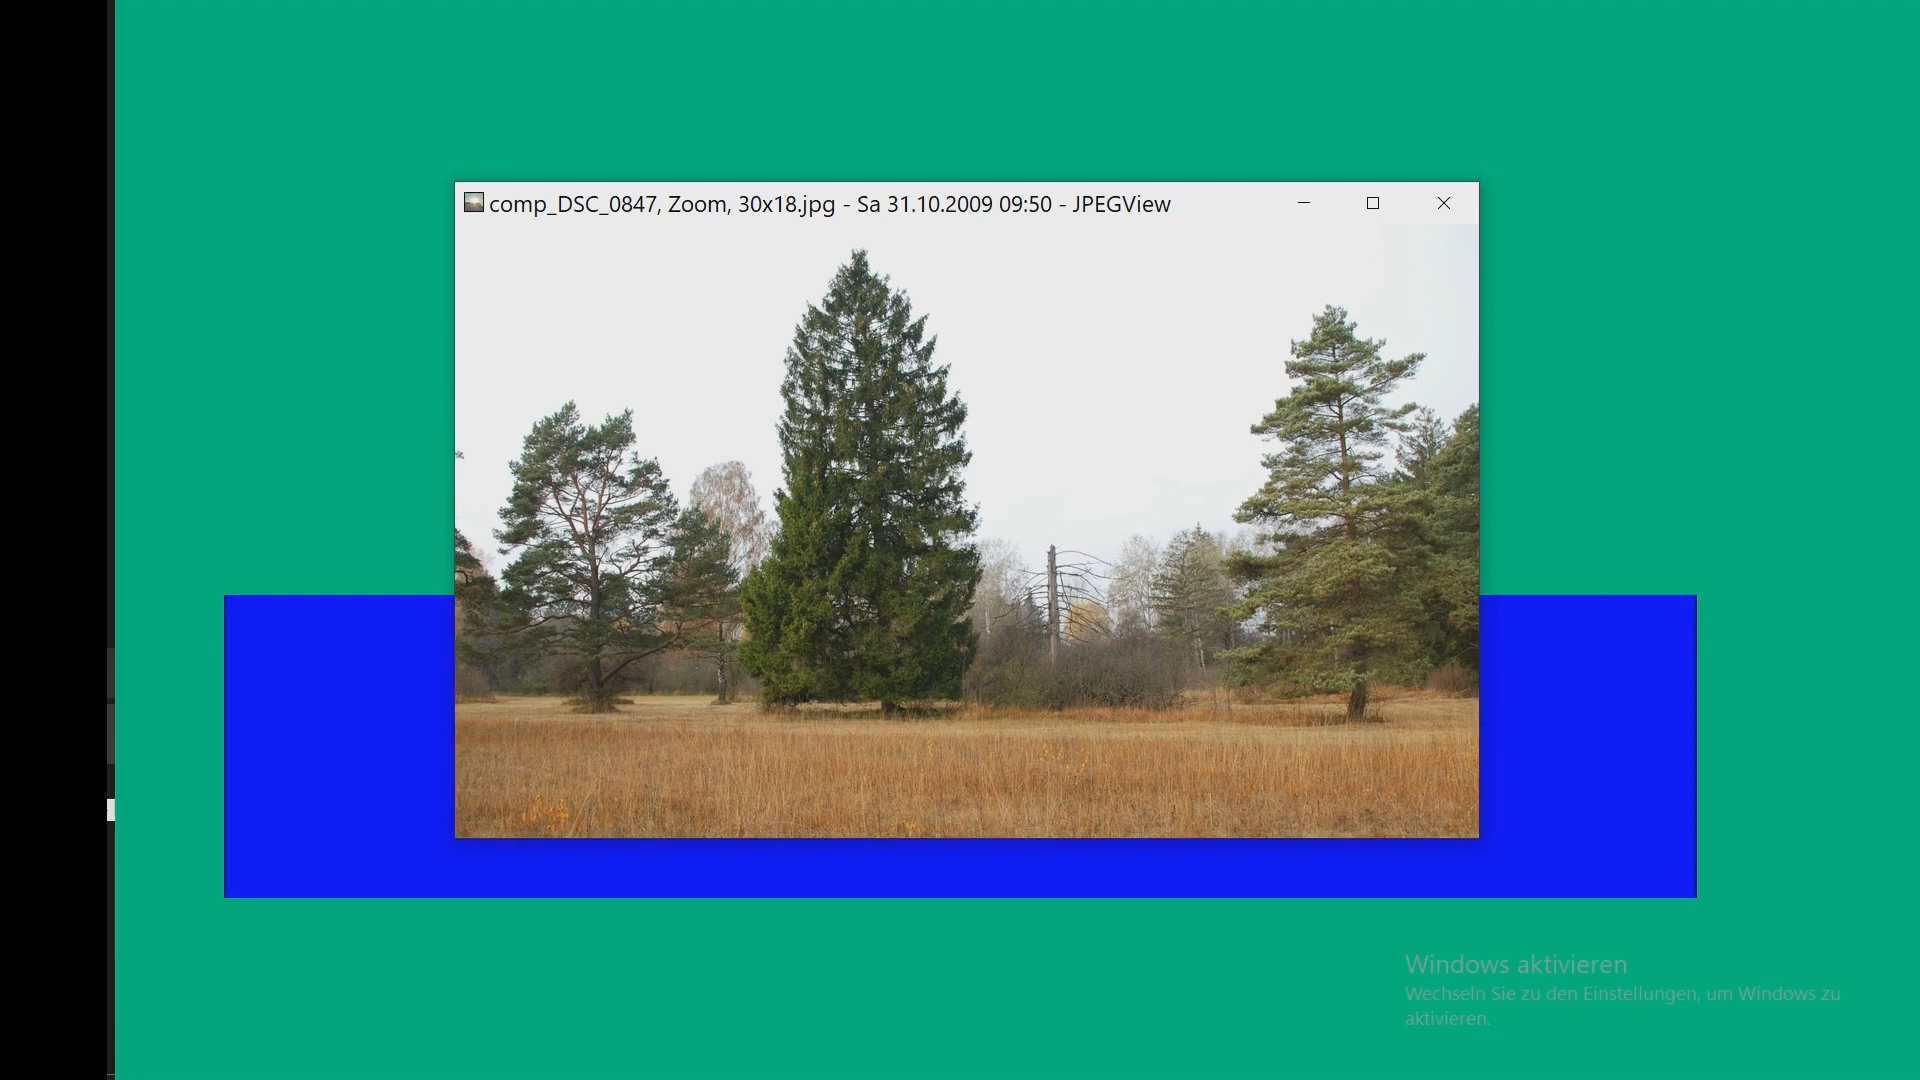 comp_DSC_0847, Zoom, 30x18.jpg - Sa 31.10.2009 09:50 - JPEGView
Windows aktivieren
Wechseln Sie zu den Einstellungen, um Windows zu
aktivieren.